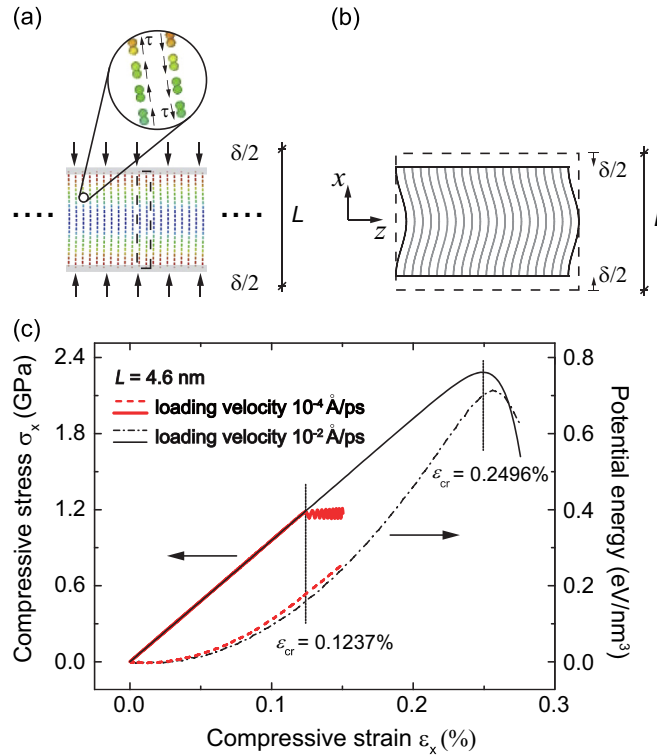 (a)
τ
τ
δ/2
L
δ/2
....
....
(b)
δ/2
x
z
δ/2
(c)
2.4
1.8
1.2
0.6
0.0
Compressive stress σx (GPa)
L = 4.6 nm
loading velocity 10-4 Å/ps
loading velocity 10-2 Å/ps
εcr = 0.2496%
εcr = 0.1237%
0.8
0.6
0.4
0.2
0.0
Potential energy (eV/nm3)
0.0
0.1
0.2
0.3
Compressive strain εx (%)